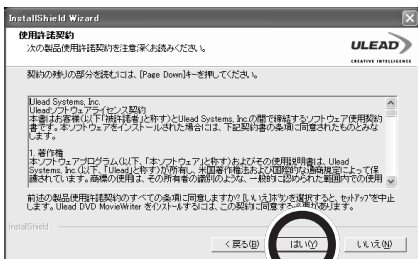 InstallShield Wizard
使用許諾契約
次の製品使用許諾契約を注意深くお読みください。
ULEAD
CREATIVE INTELLIGENCE
契約の残りの部分を読むには、[Page Down]キーを押してください。
Ulead Systems, Inc.
Uleadソフトウェアライセンス契約
本書はお客様(以下「被許諾者」と称す)とUlead Systems, Inc.の間で締結するソフトウェア使用契約
書です。本ソフトウェアをインストールされた場合には、下記契約書の条項に同意されたものとみな
します。
1. 著作権
本ソフトウェアプログラム(以下、「本ソフトウェア」と称す)およびその使用説明書は、Ulead
Systems, Inc.(以下、「Ulead」と称す)が所有し、米国著作権法および国際的な通商規定によって保
護されています。商標の使用は、その所有者の識別のような、一般的に認められた範囲内での使用
前述の製品使用許諾契約のすべての条項に同意しますか? [いいえ]ボタンを選択すると、セットアップを中止
します。Ulead DVD MovieWriter をインストールするには、この契約に同意する必要があります。
InstallShield
< 戻る(B)
はい(Y)
いいえ(N)